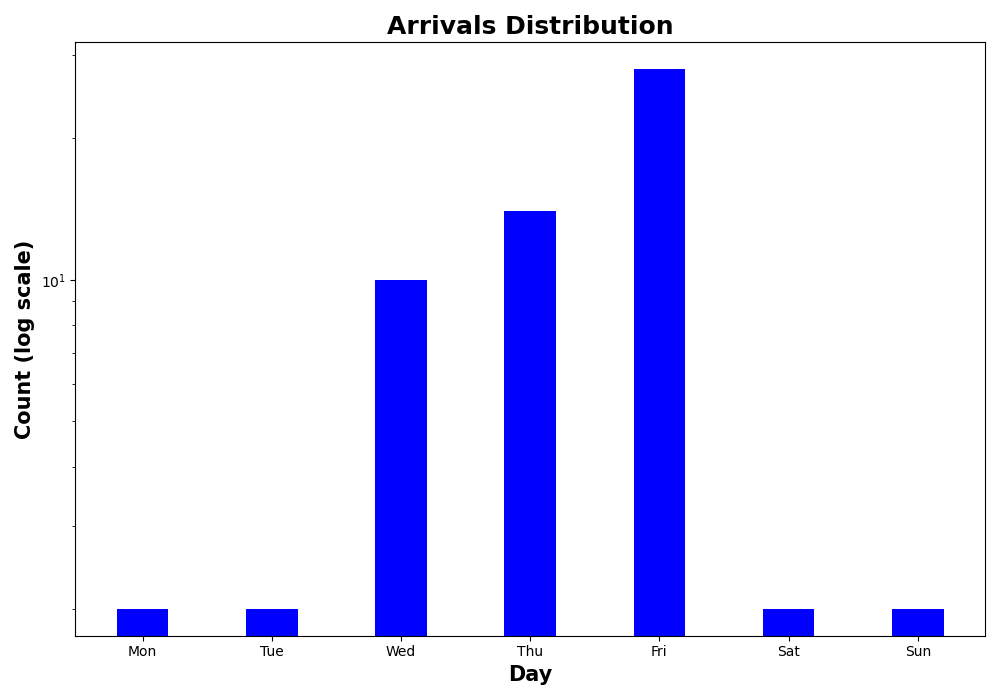 Arrivals Distribution
Count (log scale)
10¹
Mon Tue Wed Thu Fri Sat Sun
Day